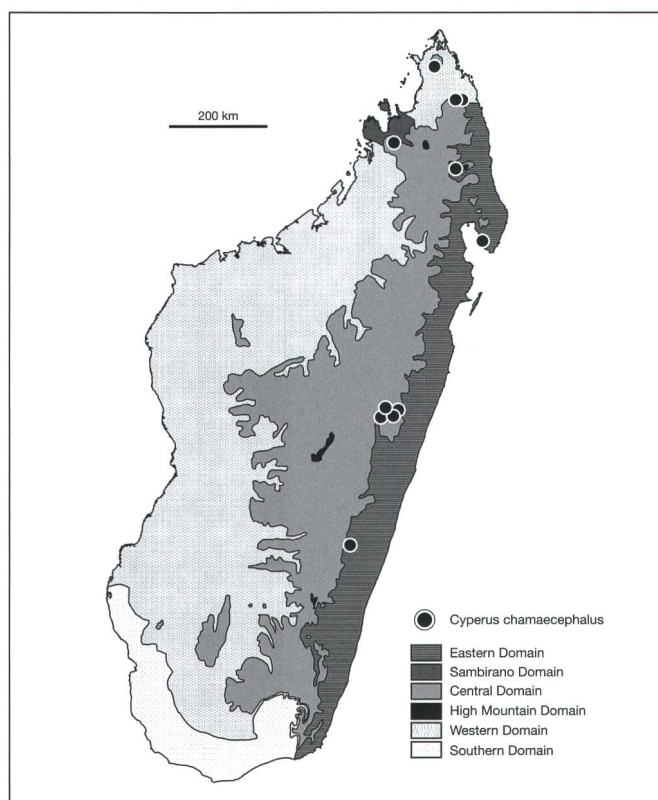 200 km
Cyperus chamaecephalus
Eastern Domain
Sambirano Domain
Central Domain
High Mountain Domain
Western Domain
Southern Domain